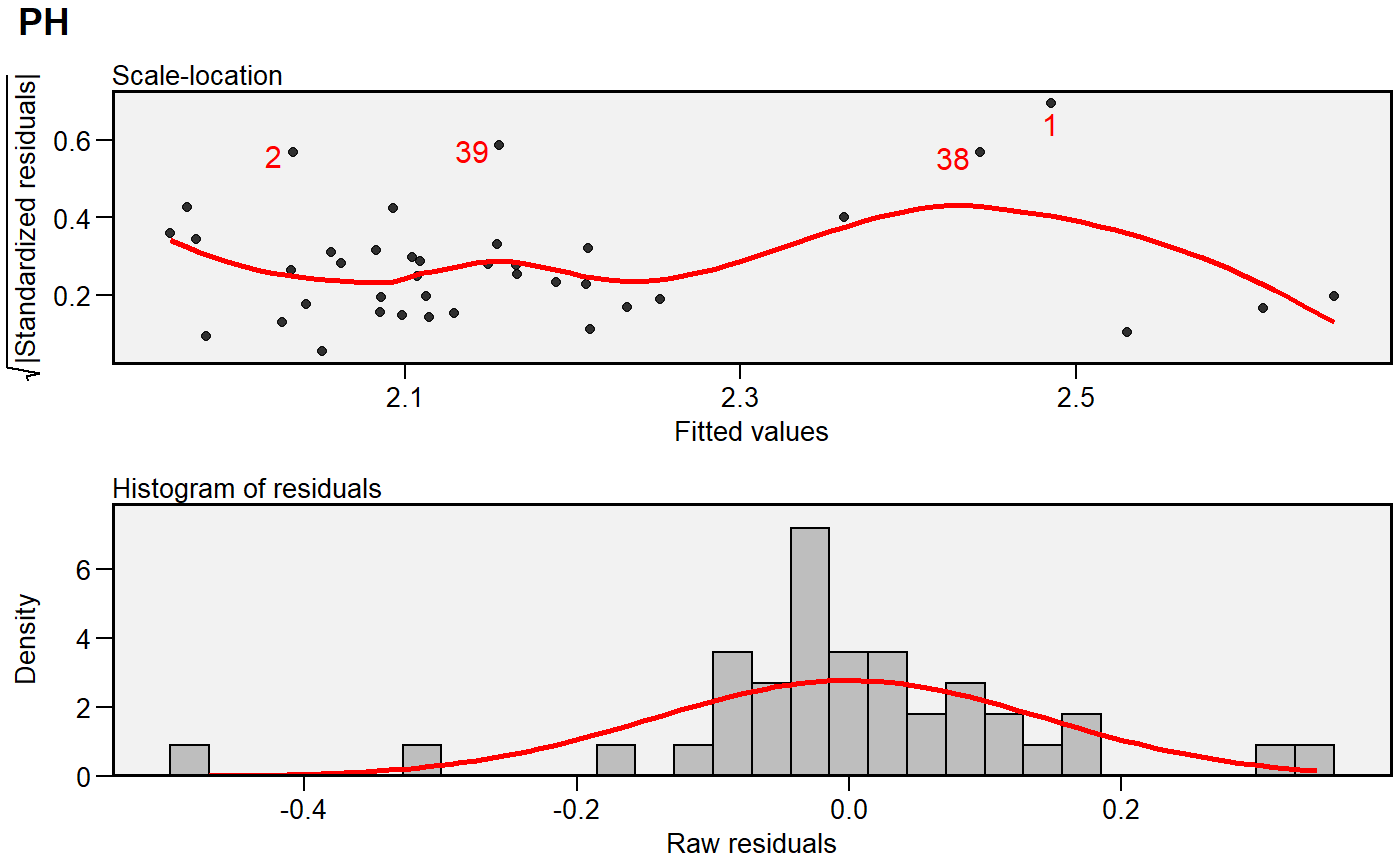 PH
Scale-location
√|Standardized residuals|
0.6
0.4
0.2
2
39
38
1
2.1 2.3 2.5
Fitted values
Histogram of residuals
Density
6
4
2
0
-0.4 -0.2 0.0 0.2
Raw residuals